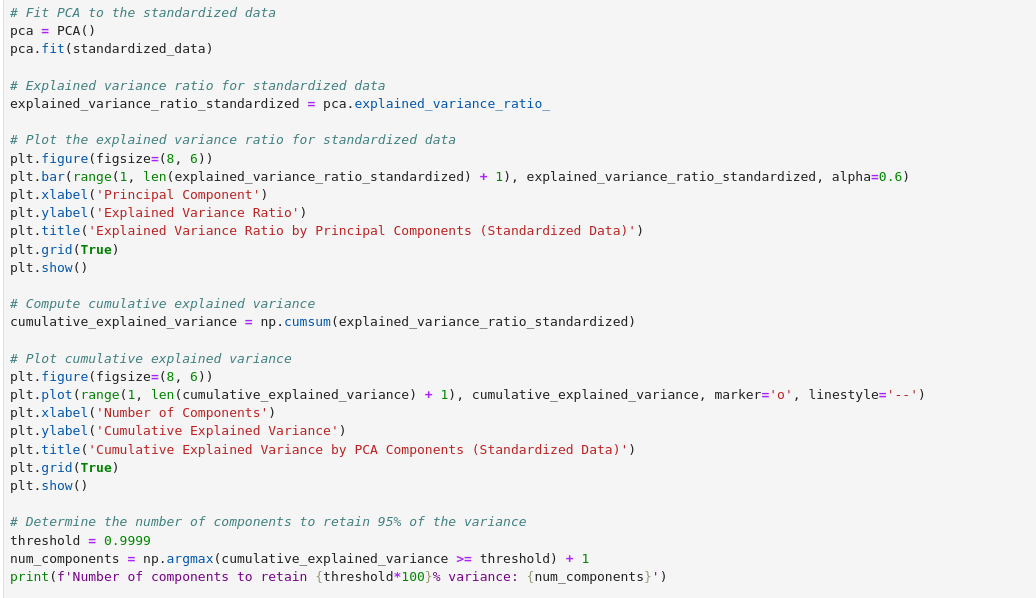 # Fit PCA to the standardized data
pca = PCA()
pca.fit(standardized_data)

# Explained variance ratio for standardized data
explained_variance_ratio_standardized = pca.explained_variance_ratio_

# Plot the explained variance ratio for standardized data
plt.figure(figsize=(8, 6))
plt.bar(range(1, len(explained_variance_ratio_standardized) + 1), explained_variance_ratio_standardized, alpha=0.6)
plt.xlabel('Principal Component')
plt.ylabel('Explained Variance Ratio')
plt.title('Explained Variance Ratio by Principal Components (Standardized Data)')
plt.grid(True)
plt.show()

# Compute cumulative explained variance
cumulative_explained_variance = np.cumsum(explained_variance_ratio_standardized)

# Plot cumulative explained variance
plt.figure(figsize=(8, 6))
plt.plot(range(1, len(cumulative_explained_variance) + 1), cumulative_explained_variance, marker='o', linestyle='--')
plt.xlabel('Number of Components')
plt.ylabel('Cumulative Explained Variance')
plt.title('Cumulative Explained Variance by PCA Components (Standardized Data)')
plt.grid(True)
plt.show()

# Determine the number of components to retain 95% of the variance
threshold = 0.9999
num_components = np.argmax(cumulative_explained_variance >= threshold) + 1
print(f'Number of components to retain {threshold*100}% variance: {num_components}')